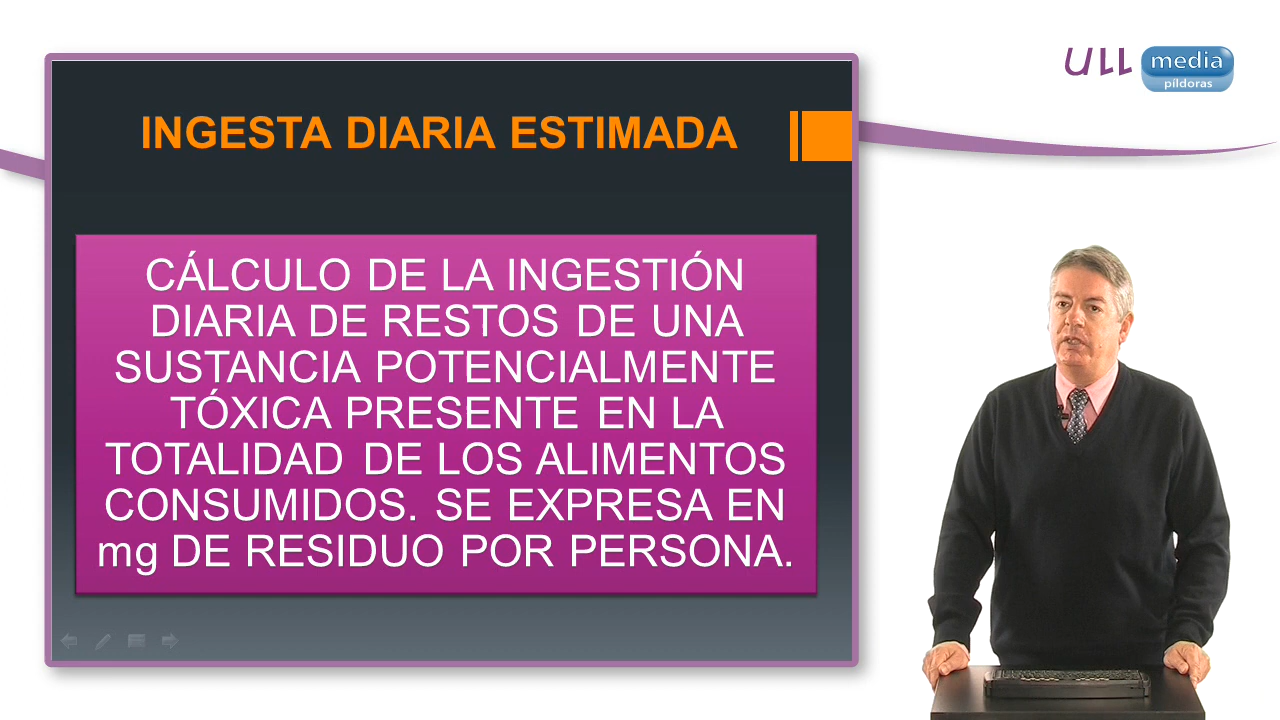 INGESTA DIARIA ESTIMADA
CÁLCULO DE LA INGESTIÓN
DIARIA DE RESTOS DE UNA
SUSTANCIA POTENCIALMENTE
TÓXICA PRESENTE EN LA
TOTALIDAD DE LOS ALIMENTOS
CONSUMIDOS. SE EXPRESA EN
mg DE RESIDUO POR PERSONA.
ULL media
píldoras